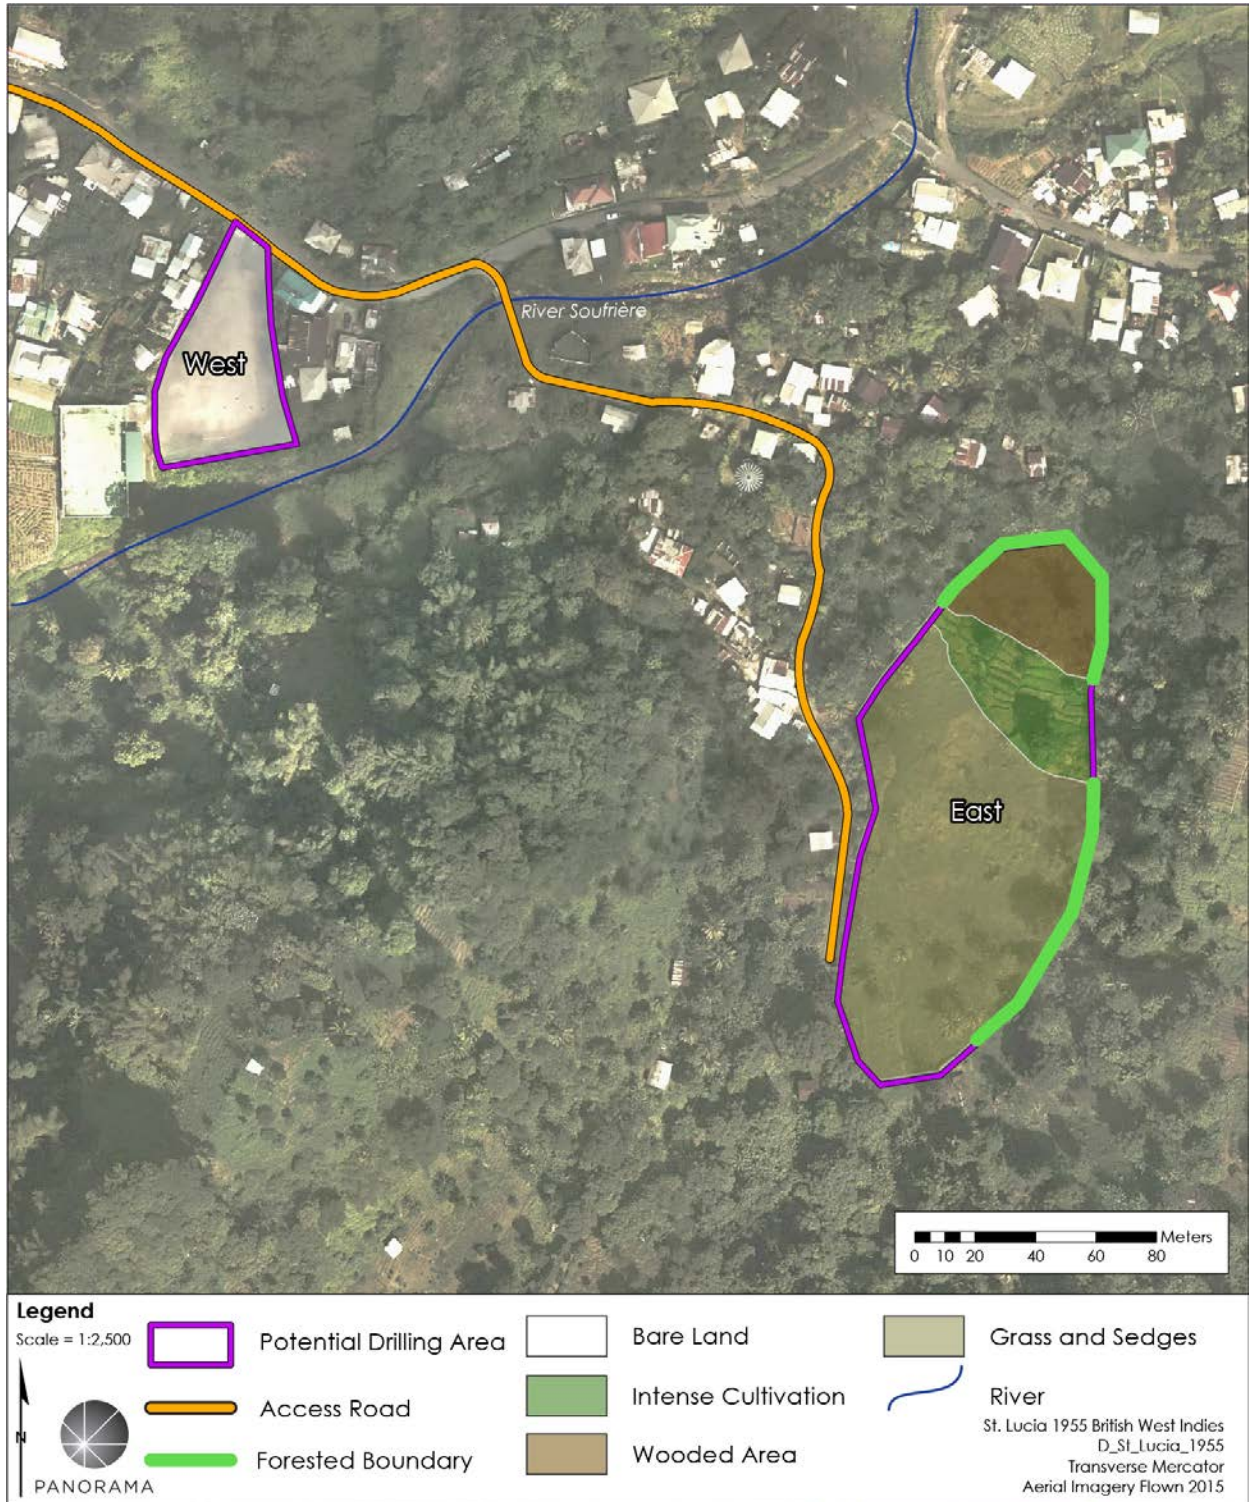 River Soufrière
West
East
Meters
0 10 20 40 60 80
Legend
Scale = 1:2,500
Potential Drilling Area
Bare Land
Grass and Sedges
Access Road
Intense Cultivation
River
Forested Boundary
Wooded Area
N
PANORAMA
St. Lucia 1955 British West Indies
D_St_Lucia_1955
Transverse Mercator
Aerial Imagery Flown 2015